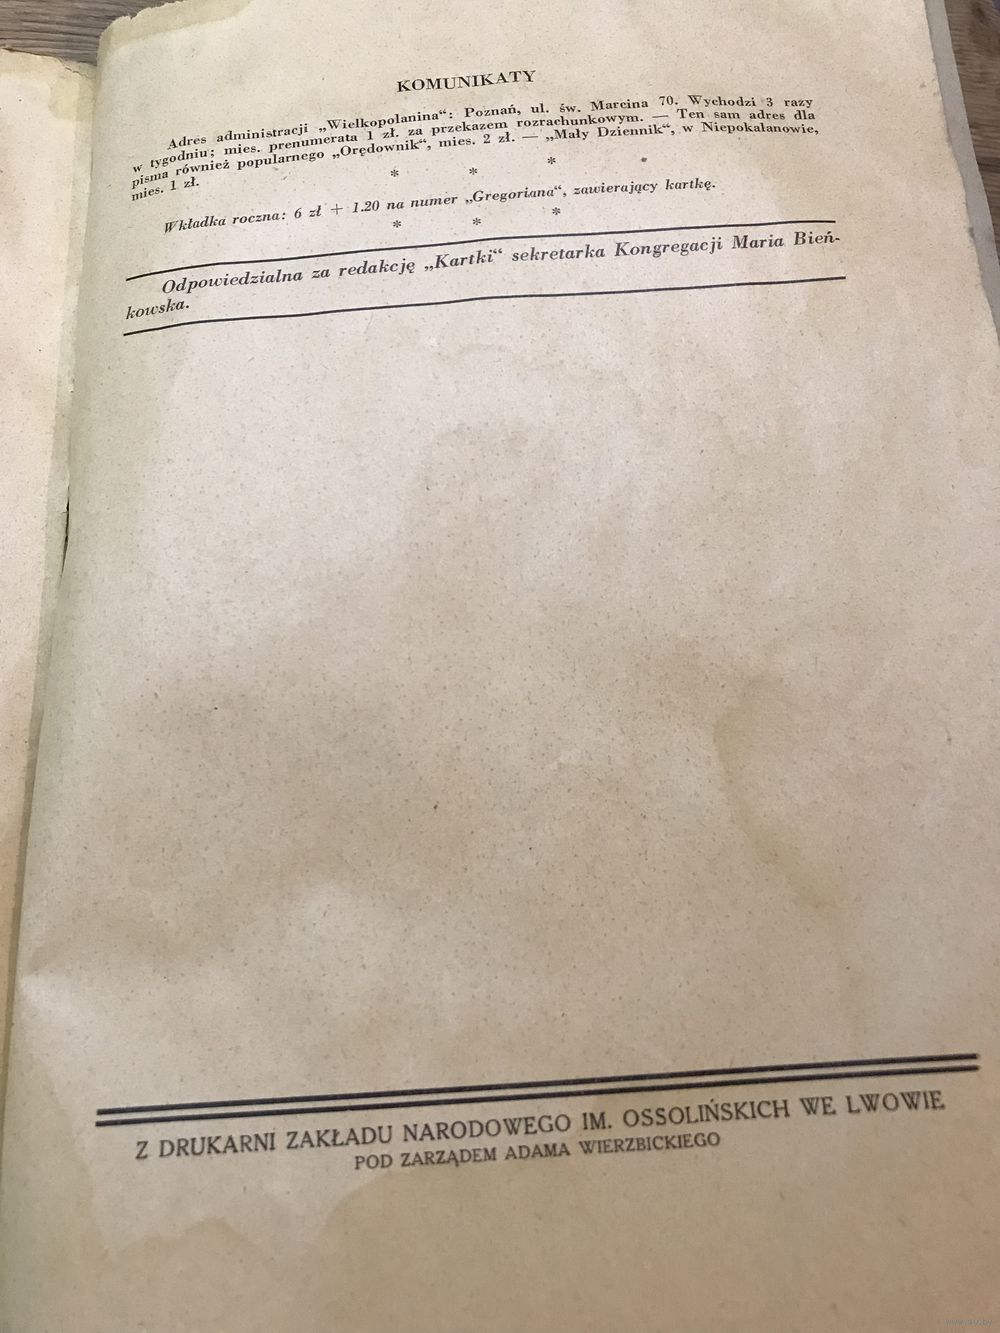 KOMUNIKATY
Adres administracji „Wielkopolanina“: Poznań, ul. św. Marcina 70. Wychodzi 3 razy
w tygodniu; mies. prenumerata 1 zł. za przekazem rozrachunkowym. — Ten sam adres dla
pisma również popularnego „Orędownik“, mies. 2 zł. — „Mały Dziennik“, w Niepokalanowie,
mies. 1 zł.
* * *
Wkładka roczna: 6 zł + 1.20 na numer „Gregoriana“, zawierający kartkę.
* * *
Odpowiedzialna za redakcję „Kartki“ sekretarka Kongregacji Maria Bień-
kowska.
Z DRUKARNI ZAKŁADU NARODOWEGO IM. OSSOLIŃSKICH WE LWOWIE
POD ZARZĄDEM ADAMA WIERZBICKIEGO